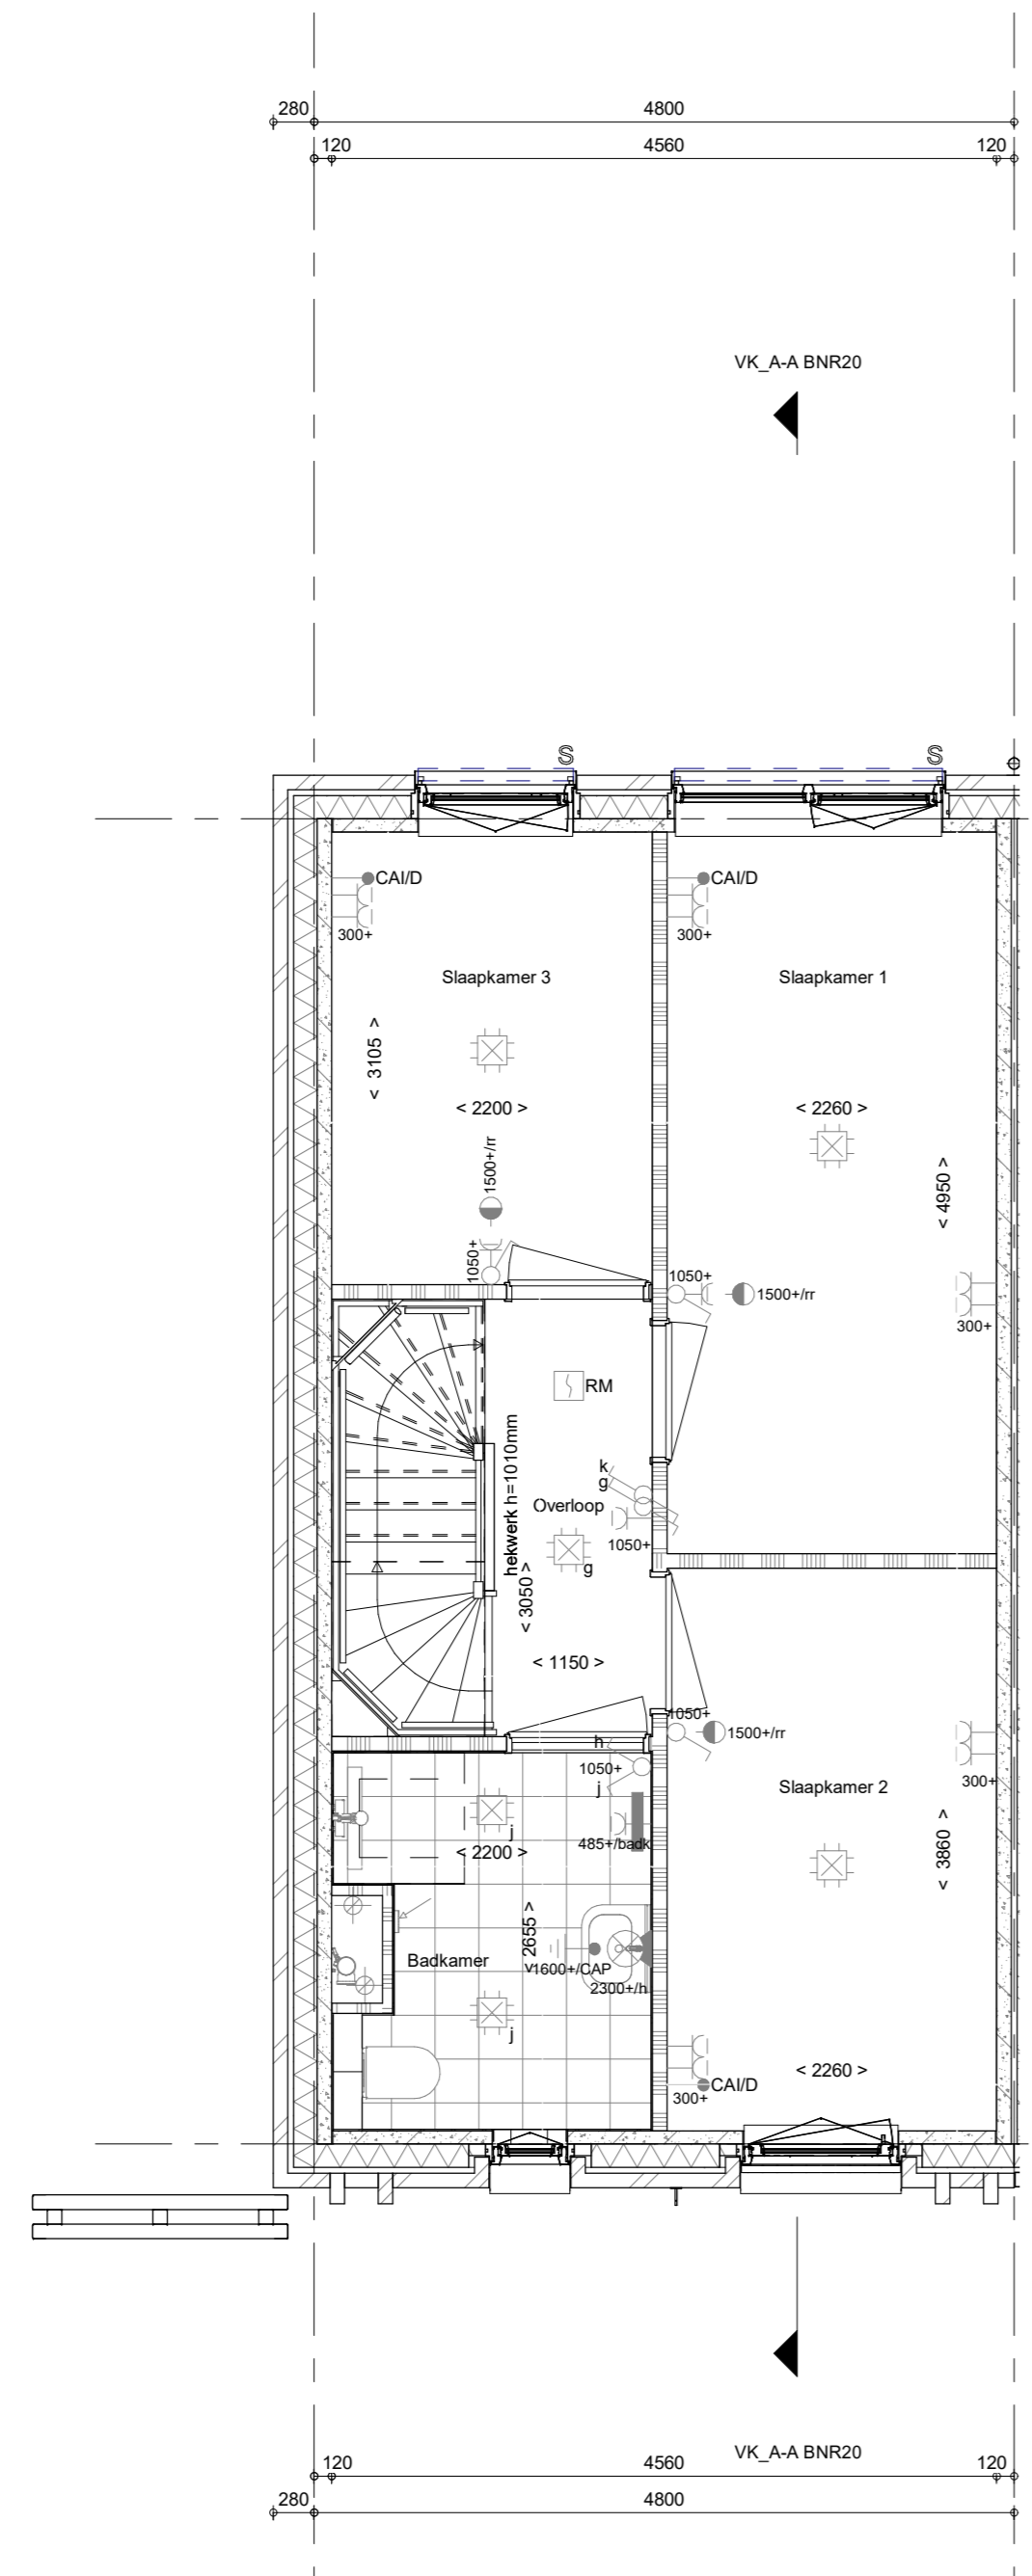 280 4800
120 4560 120
VK_A-A BNR20
S S
CAI/D CAI/D
300+ 300+
Slaapkamer 3 Slaapkamer 1
< 3105 >
< 2200 > < 2260 >
1500+/rr
< 4950 >
1050+
1050+
1500+/rr
300+
RM
hekwerk h=1010mm
k
g
Overloop
1050+
g
< 3050 >
< 1150 >
1050+
h
1500+/rr
1050+
j
300+
Slaapkamer 2
j
485+/badk
< 2200 >
< 3860 >
< 2655 >
Badkamer
1600+/CAP
2300+/h
j
< 2260 >
CAI/D
300+
VK_A-A BNR20
120 4560 120
280 4800